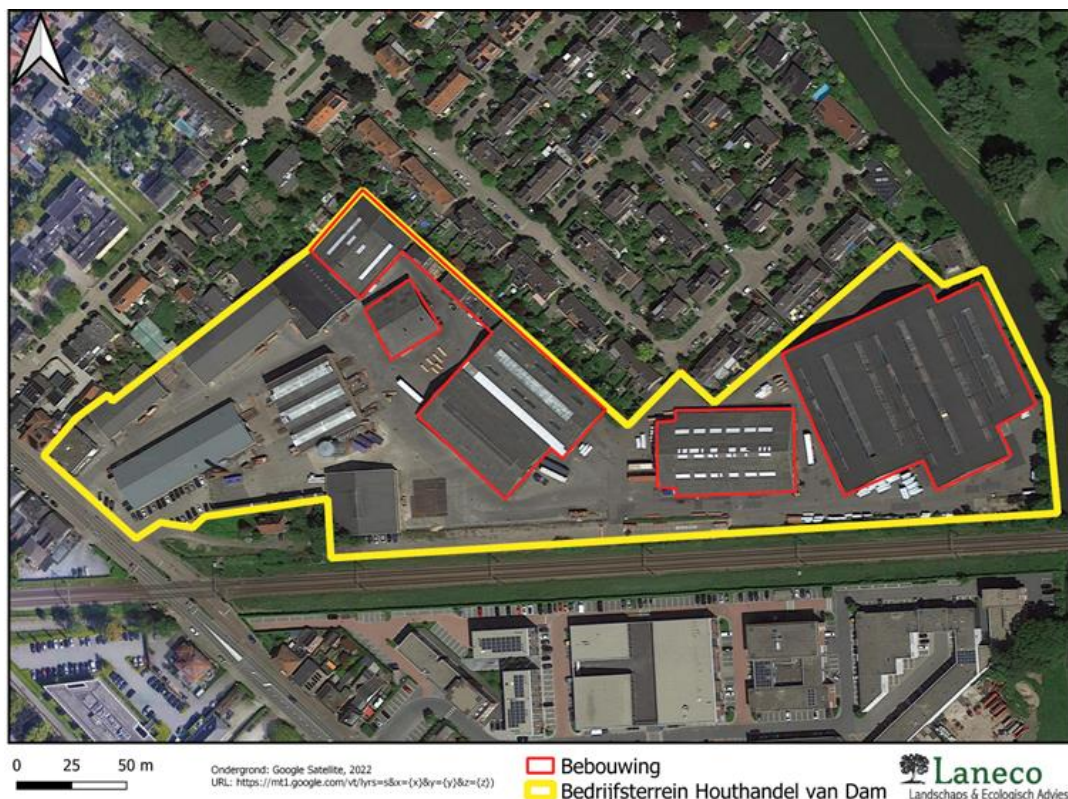 0 25 50 m
Ondergrond: Google Satellite, 2022
URL: https://mt1.google.com/vt/lyrs=s&x={x}&y={y}&z={z})
Bebouwing
Bedrijfsterrein Houthandel van Dam
Laneco
Landschaps & Ecologisch Advies